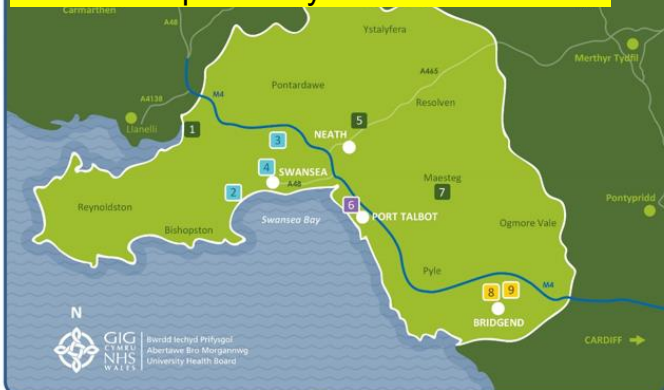 Carmarthen
A48
Ystalyfera
Merthyr Tydfil
A465
Pontardawe
M4
Resolven
A4138
Llanelli
1
3
5
NEATH
4
SWANSEA
A48
Maesteg
7
2
Reynoldston
6
PORT TALBOT
Pontypridd
Swansea Bay
Bishopston
Ogmore Vale
Pyle
8
9
M4
BRIDGEND
N
CARDIFF
GIG
CYMRU
NHS
WALES
Bwrdd Iechyd Prifysgol
Abertawe Bro Morgannwg
University Health Board